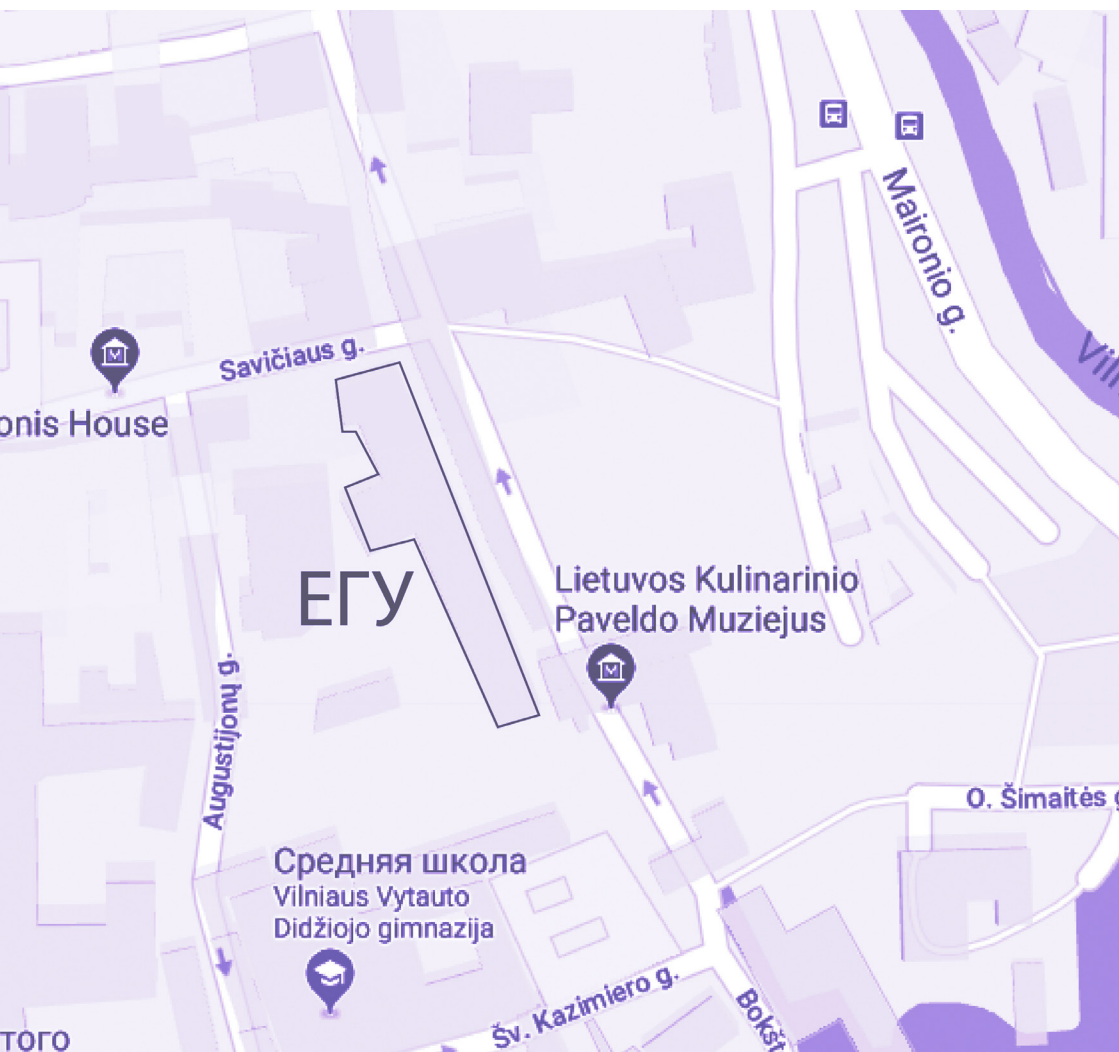 Maironio g.
Savičiaus g.
onis House
ЕГУ
Lietuvos Kulinarinio
Paveldo Muziejus
Augustijonų g.
O. Šimaitės g
Средняя школа
Vilniaus Vytauto
Didžiojo gimnazija
Šv. Kazimiero g.
Bokšt
того